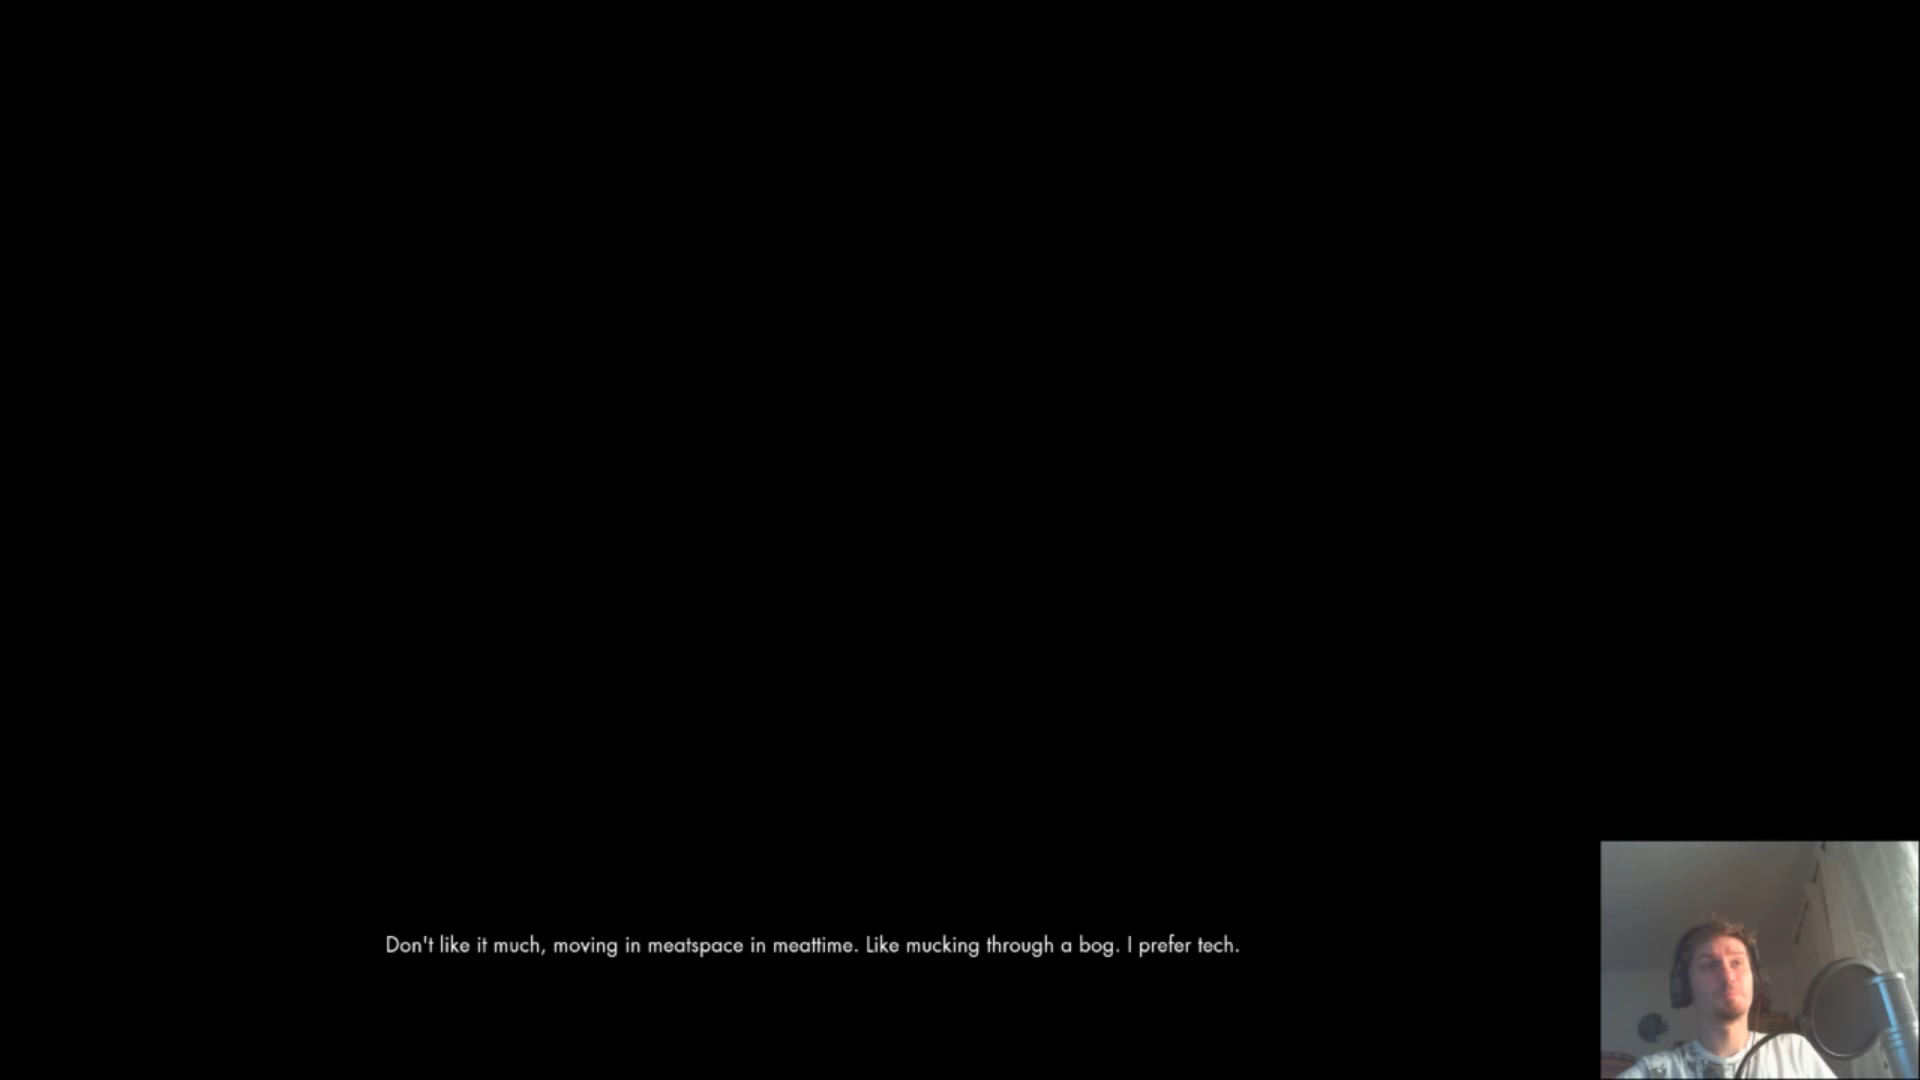 Don't like it much, moving in meatspace in meattime. Like mucking through a bog. I prefer tech.